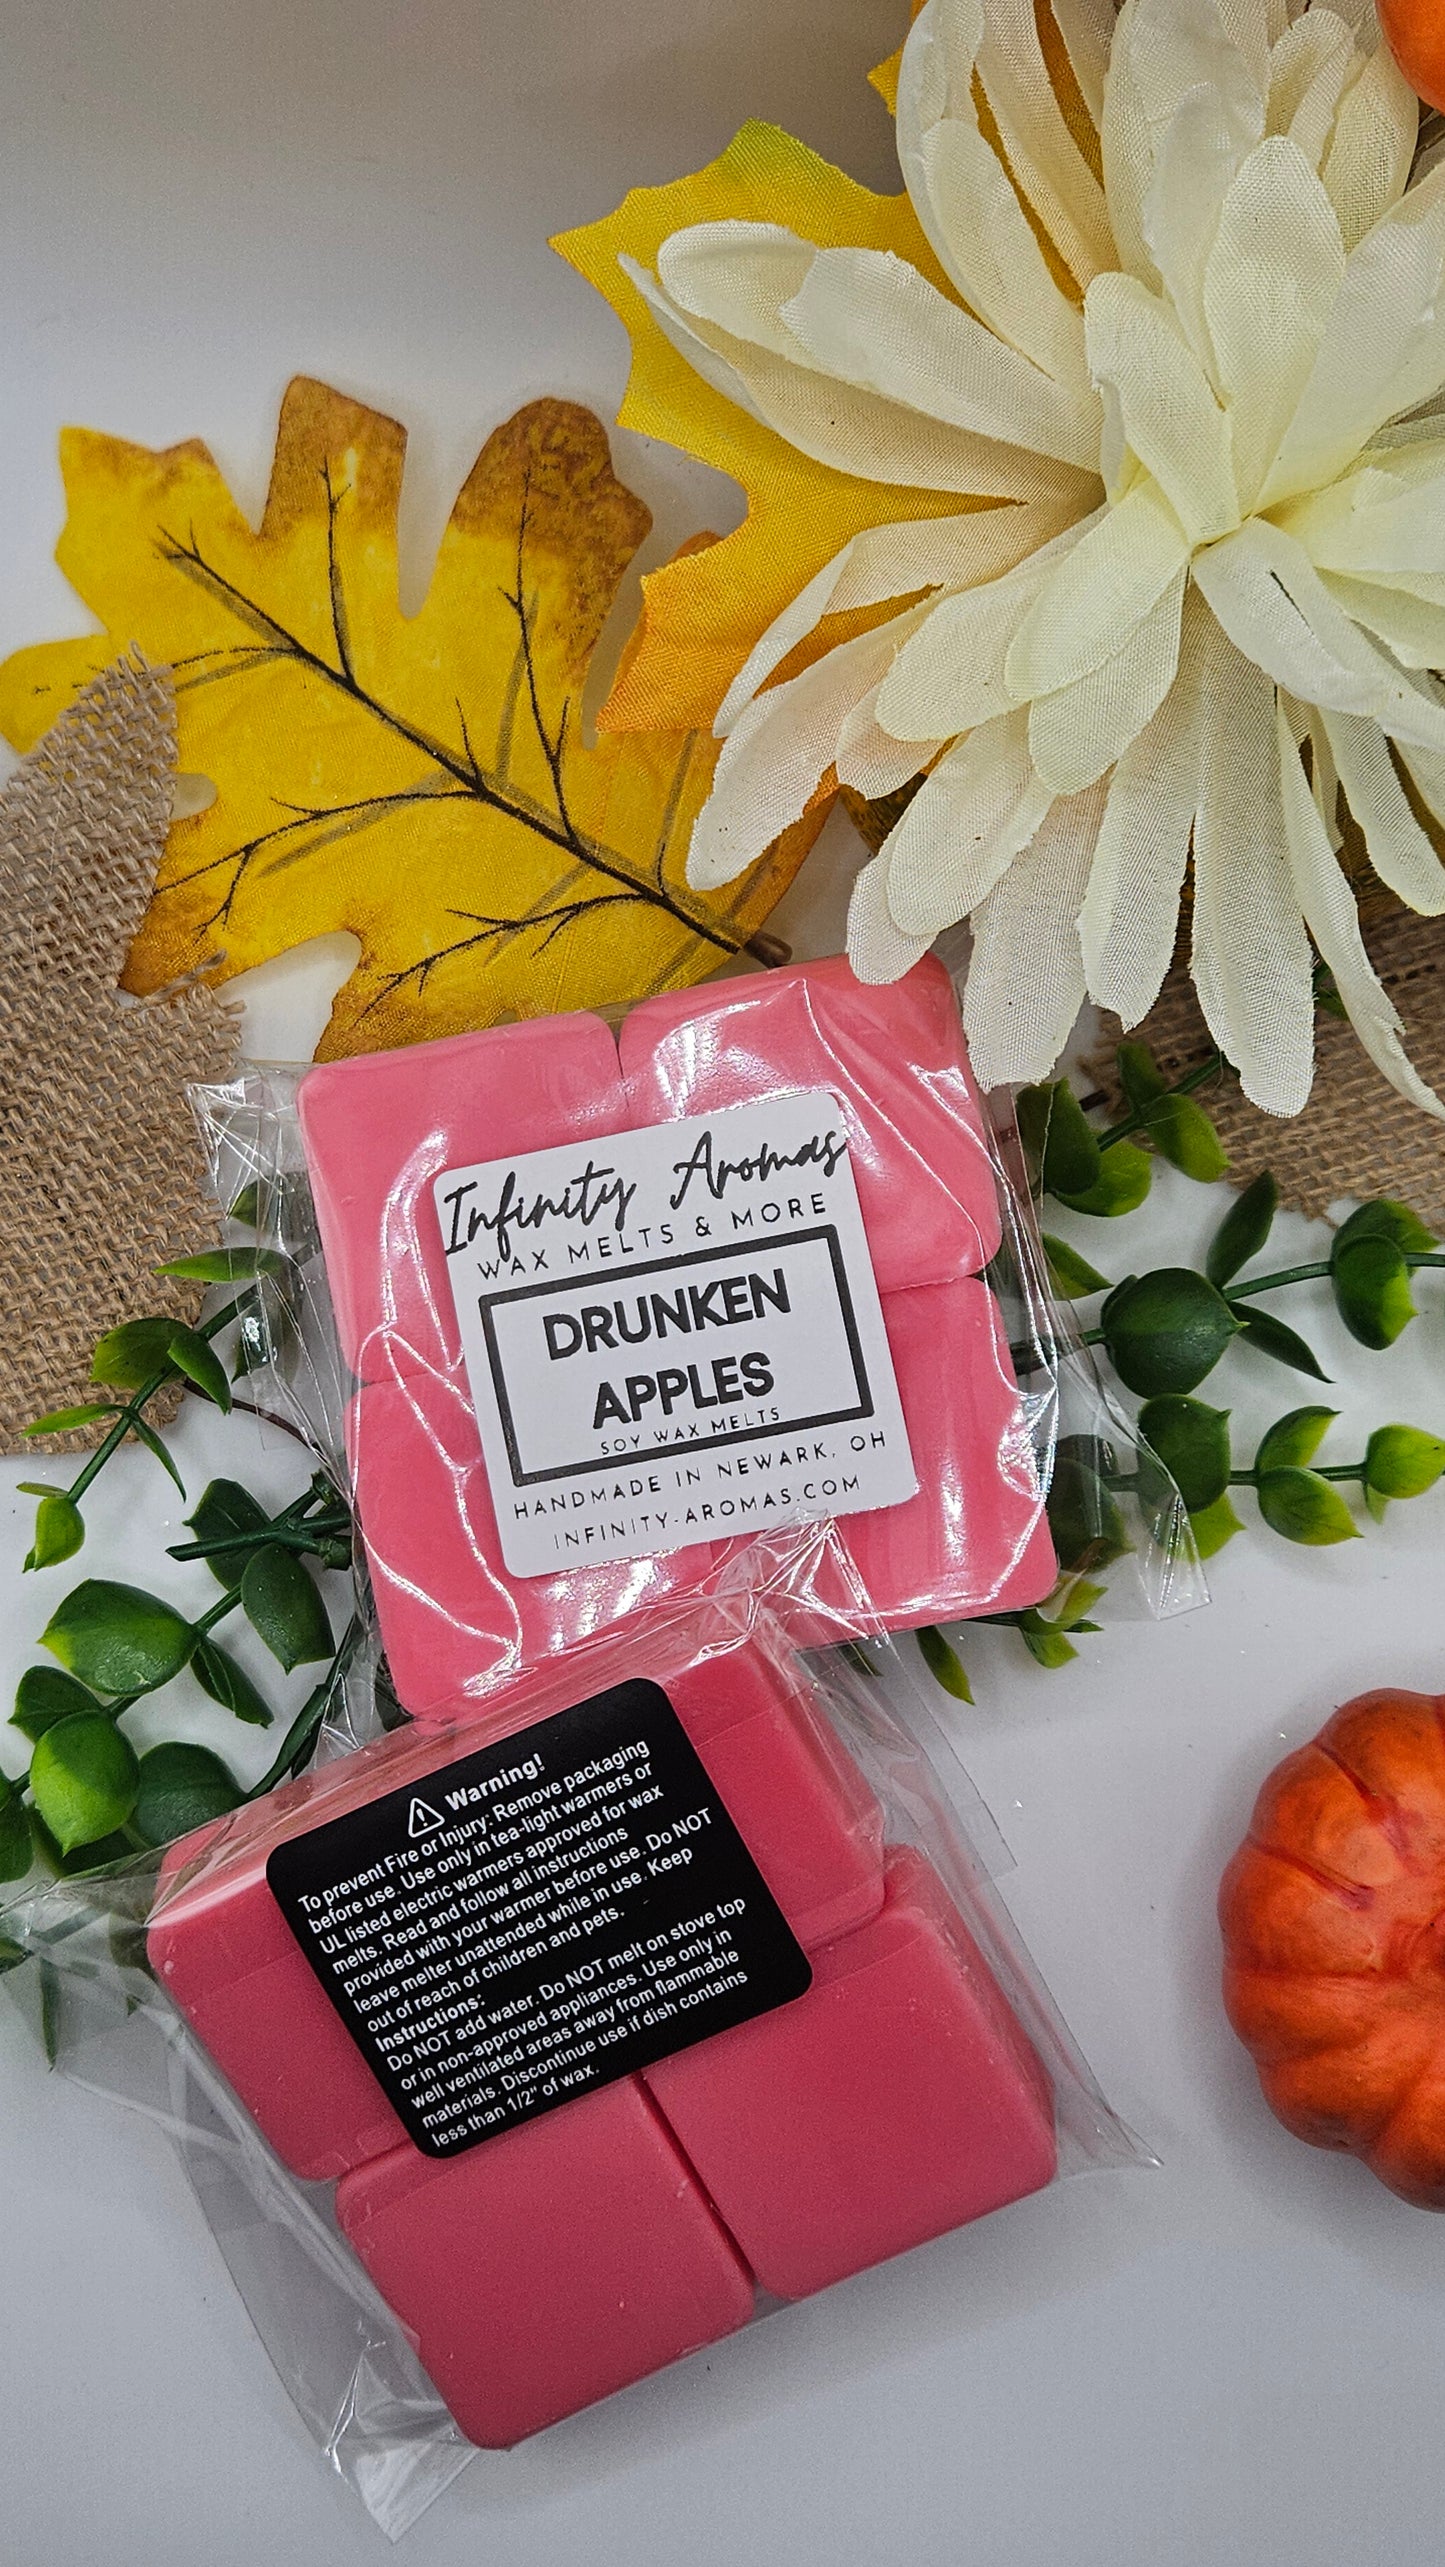 Infinity Aromas
WAX MELTS & MORE
DRUNKEN
APPLES
SOY WAX MELTS
HANDMADE IN NEWARK, OH
INFINITY-AROMAS.COM
Warning!
To prevent Fire or Injury: Remove packaging
before use. Use only in tea-light warmers or
UL listed electric warmers approved for wax
melts. Read and follow all instructions
provided with your warmer before use. Do NOT
leave melter unattended while in use. Keep
out of reach of children and pets.
Instructions:
Do NOT add water. Do NOT melt on stove top
or in non-approved appliances. Use only in
well ventilated areas away from flammable
materials. Discontinue use if dish contains
less than 1/2" of wax.